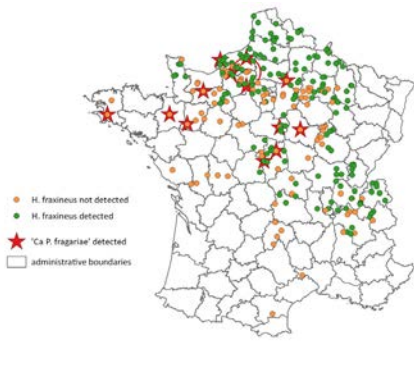 H. fraxineus not detected
H. fraxineus detected
'Ca P. fragariae' detected
administrative boundaries